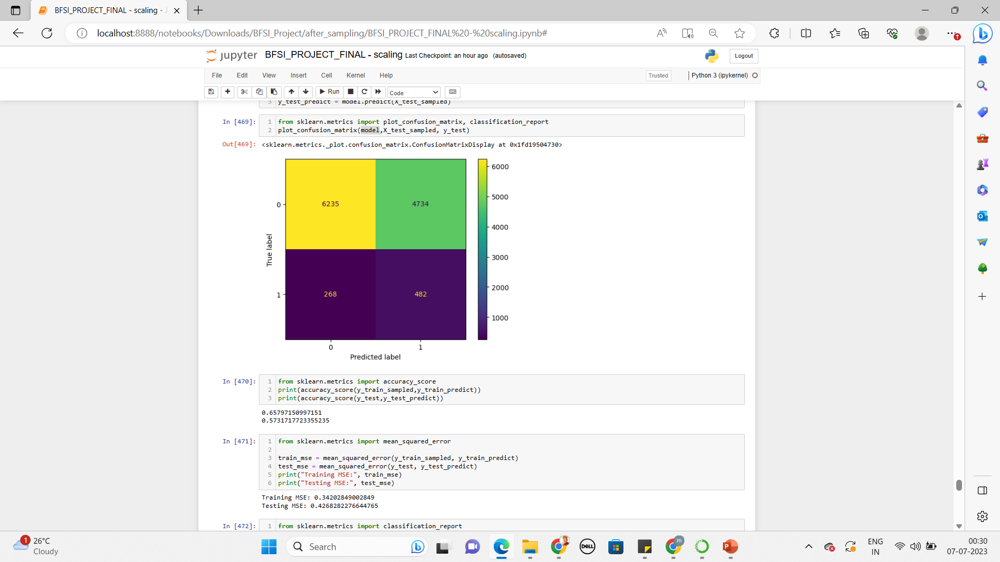 BFSI_PROJECT_FINAL - scaling - J
localhost:8888/notebooks/Downloads/BFSI_Project/after_sampling/BFSI_PROJECT_FINAL%20-%20scaling.ipynb#
jupyter BFSI_PROJECT_FINAL - scaling Last Checkpoint: an hour ago (autosaved)
Logout
File Edit View Insert Cell Kernel Help
Trusted
Python 3 (ipykernel)
Run
Code
3 y_test_predict = model.predict(X_test_sampled)
In [469]:
1 from sklearn.metrics import plot_confusion_matrix, classification_report
2 plot_confusion_matrix(model,X_test_sampled, y_test)
Out[469]: <sklearn.metrics._plot.confusion_matrix.ConfusionMatrixDisplay at 0x1fd19504730>
6000
5000
4000
3000
2000
1000
True label
0
6235 4734
1
268 482
0 1
Predicted label
In [470]:
1 from sklearn.metrics import accuracy_score
2 print(accuracy_score(y_train_sampled,y_train_predict))
3 print(accuracy_score(y_test,y_test_predict))
0.65797150997151
0.5731717723355235
In [471]:
1 from sklearn.metrics import mean_squared_error
2
3 train_mse = mean_squared_error(y_train_sampled, y_train_predict)
4 test_mse = mean_squared_error(y_test, y_test_predict)
5 print("Training MSE:", train_mse)
6 print("Testing MSE:", test_mse)
Training MSE: 0.34202849002849
Testing MSE: 0.4268282276644765
In [472]:
1 from sklearn.metrics import classification_report
1
26°C
Cloudy
Search
DELL
m
P
ENG
IN
00:30
07-07-2023